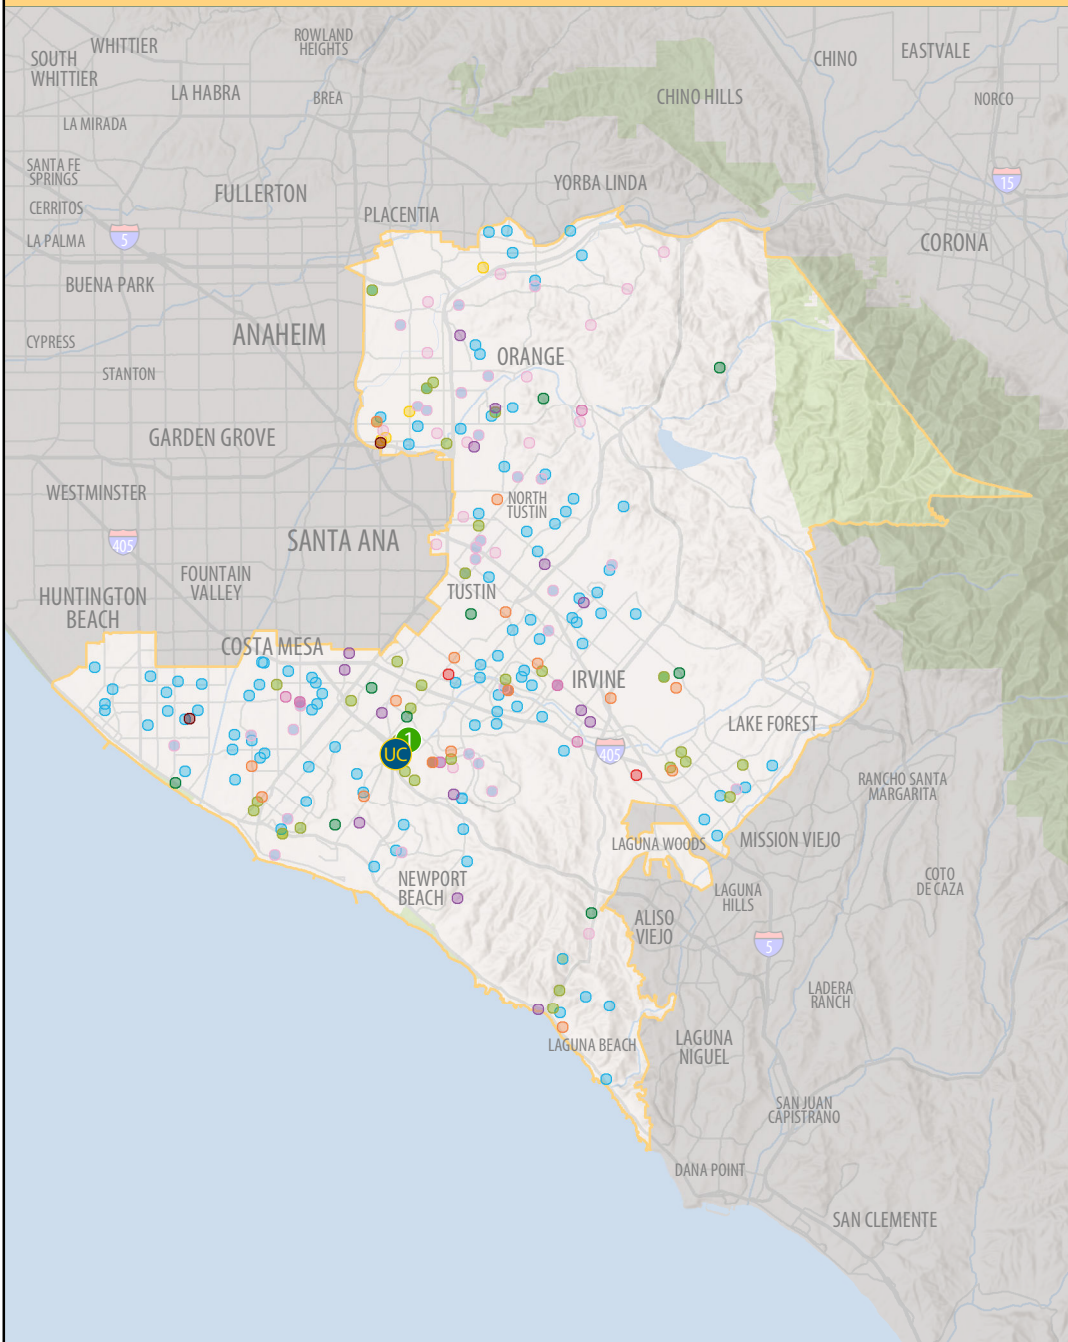 ROWLAND
HEIGHTS
WHITTIER
SOUTH
WHITTIER
EASTVALE
CHINO
LA HABRA
BREA
CHINO HILLS
NORCO
LA MIRADA
SANTA FE
SPRINGS
YORBA LINDA
15
FULLERTON
CERRITOS
PLACENTIA
5
LA PALMA
CORONA
BUENA PARK
ANAHEIM
CYPRESS
ORANGE
STANTON
GARDEN GROVE
WESTMINSTER
NORTH
TUSTIN
405
SANTA ANA
FOUNTAIN
VALLEY
TUSTIN
HUNTINGTON
BEACH
COSTA MESA
IRVINE
LAKE FOREST
1
UC
405
RANCHO SANTA
MARGARITA
LAGUNA WOODS
MISSION VIEJO
NEWPORT
BEACH
COTO
DE CAZA
LAGUNA
HILLS
ALISO
VIEJO
5
LADERA
RANCH
LAGUNA BEACH
LAGUNA
NIGUEL
SAN JUAN
CAPISTRANO
DANA POINT
SAN CLEMENTE